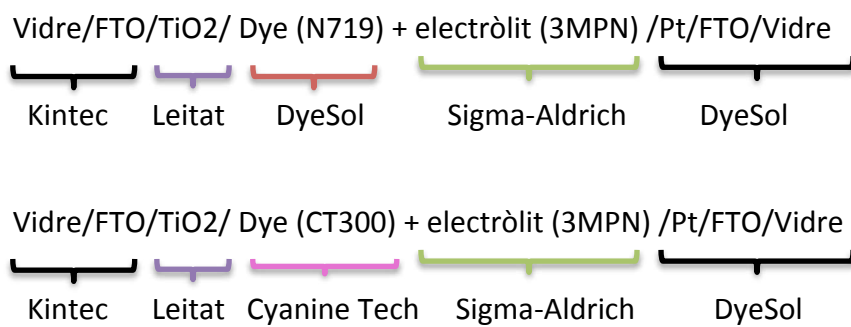 Vidre/FTO/TiO2/ Dye (N719) + electròlit (3MPN) /Pt/FTO/Vidre
Kintec Leitat DyeSol Sigma-Aldrich DyeSol
Vidre/FTO/TiO2/ Dye (CT300) + electròlit (3MPN) /Pt/FTO/Vidre
Kintec Leitat Cyanine Tech Sigma-Aldrich DyeSol